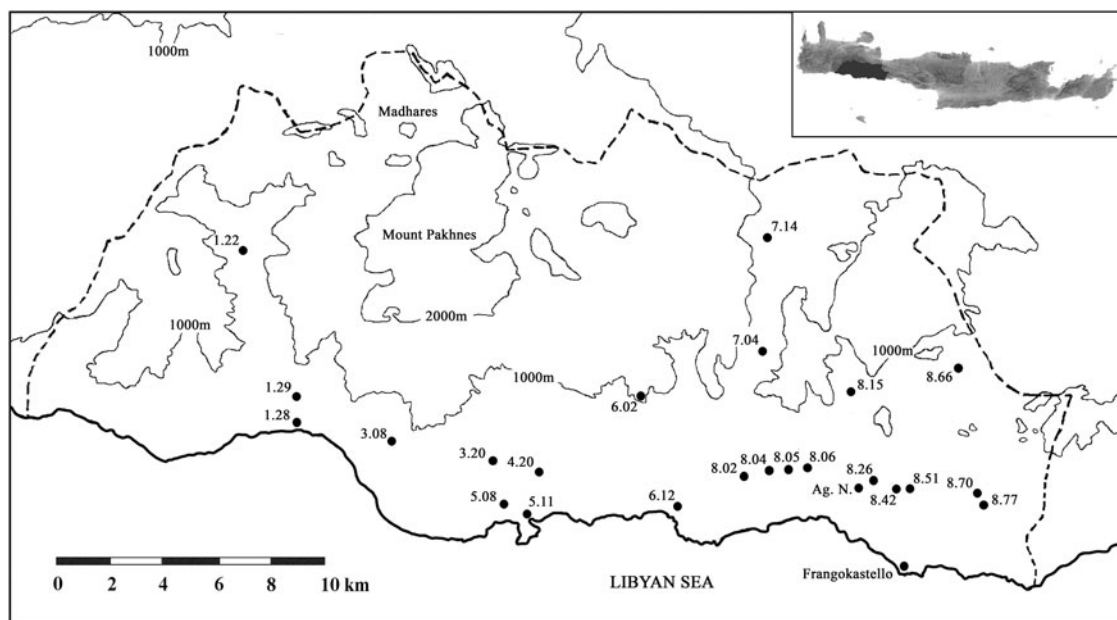 1000m
Madhares
1.22
Mount Pakhnes
7.14
1000m
2000m
7.04
1000m
1000m
8.66
1.29
6.02
8.15
1.28
3.08
3.20
4.20
8.02
8.04
8.05
8.06
8.26
8.51
8.70
Ag. N.
8.42
8.77
5.08
5.11
6.12
0 2 4 6 8 10 km
LIBYAN SEA
Frangokastello